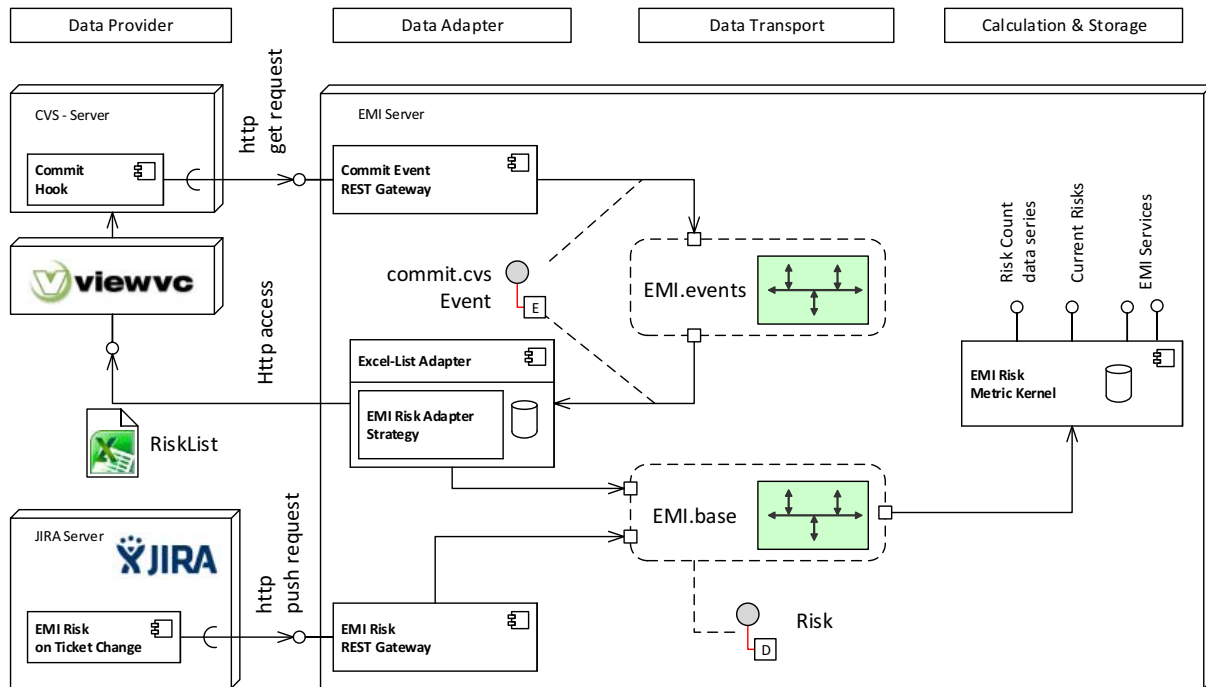 Data Provider
Data Adapter
Data Transport
Calculation & Storage
CVS - Server
http
get request
EMI Server
Commit
Hook
Commit Event
REST Gateway
viewvc
commit.cvs
Event
E
EMI.events
Risk Count
data series
Current Risks
EMI Services
Http access
Excel-List Adapter
EMI Risk Adapter
Strategy
EMI Risk
Metric Kernel
X
RiskList
EMI.base
JIRA Server
JIRA
http
push request
EMI Risk
on Ticket Change
EMI Risk
REST Gateway
Risk
D